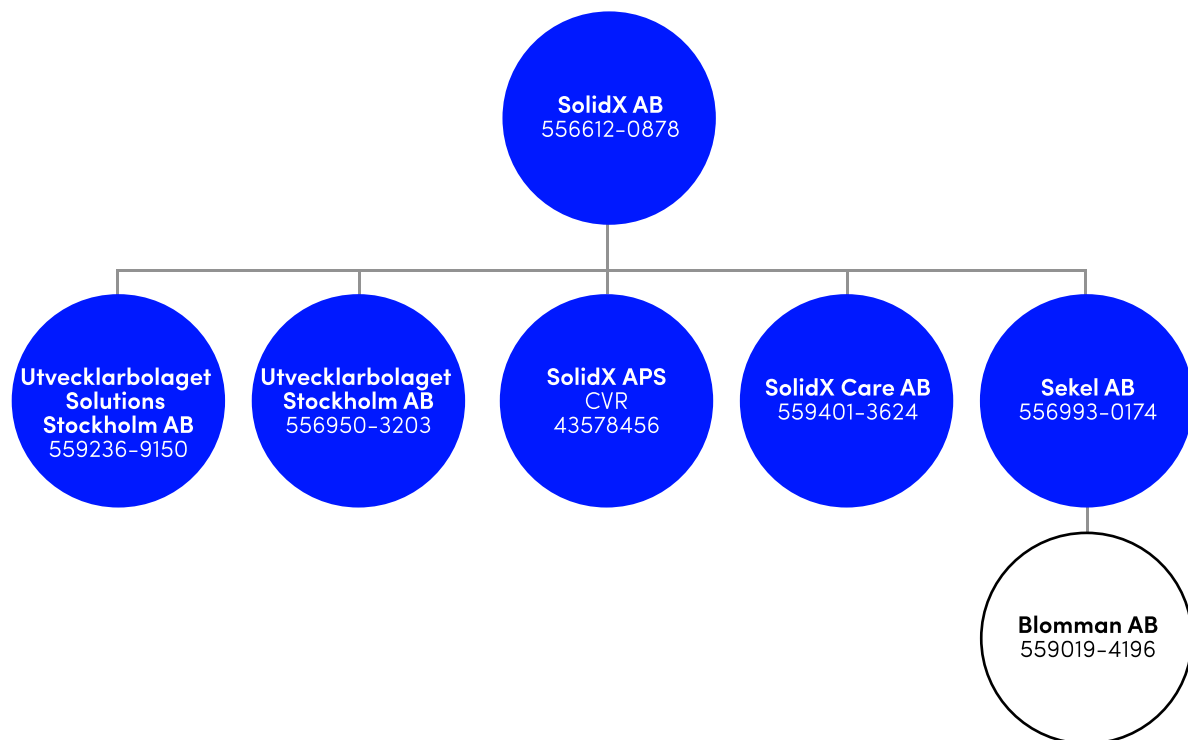 SolidX AB
556612-0878
Utvecklarbolaget
Solutions
Stockholm AB
559236-9150
Utvecklarbolaget
Stockholm AB
556950-3203
SolidX APS
CVR
43578456
SolidX Care AB
559401-3624
Sekel AB
556993-0174
Blomman AB
559019-4196